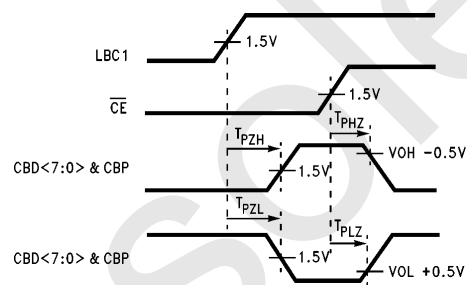 LBC1
1.5V
CE
1.5V
TPZH
TPHZ
CBD<7:0> & CBP
VOH -0.5V
1.5V
TPZL
TPLZ
CBD<7:0> & CBP
1.5V
VOL +0.5V